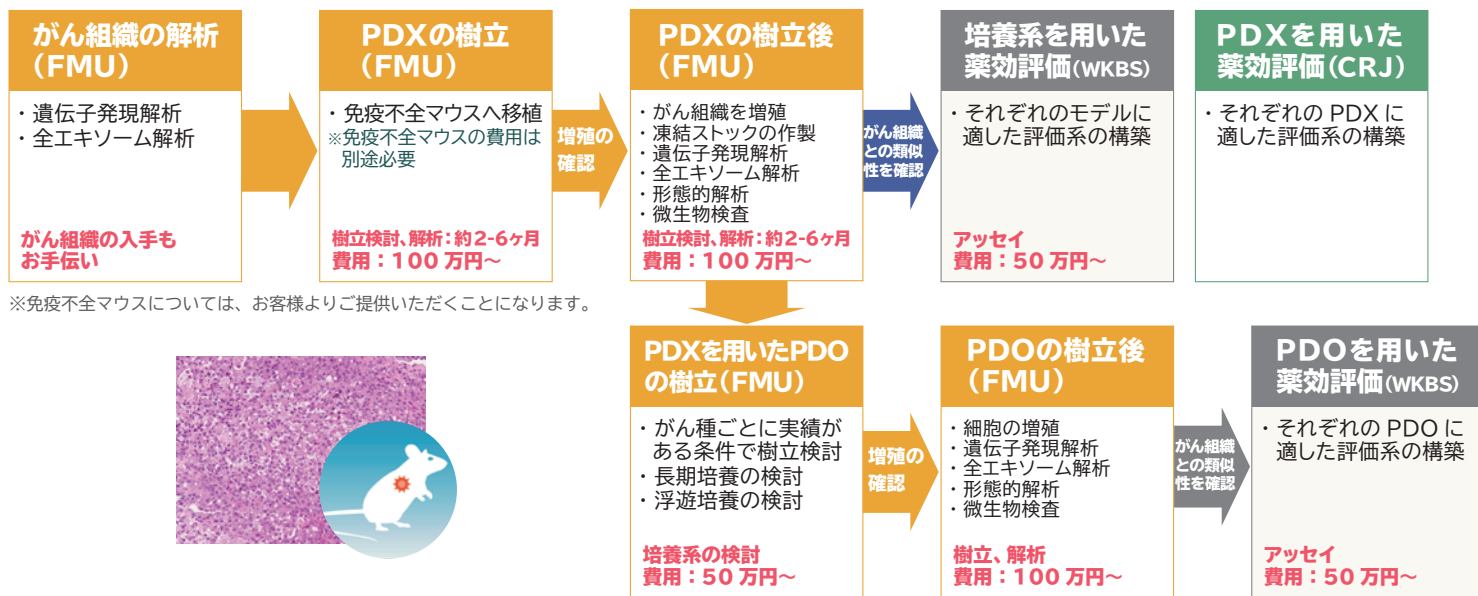 がん組織の解析
(FMU)
・遺伝子発現解析
・全エキソーム解析
がん組織の入手も
お手伝い
PDXの樹立
(FMU)
・免疫不全マウスへ移植
※免疫不全マウスの費用は
別途必要
樹立検討、解析：約2-6ヶ月
費用：100 万円～
増殖の
確認
PDXの樹立後
(FMU)
・がん組織を増殖
・凍結ストックの作製
・遺伝子発現解析
・全エキソーム解析
・形態的解析
・微生物検査
樹立検討、解析：約2-6ヶ月
費用：100 万円～
がん組織
との類似
性を確認
培養系を用いた
薬効評価(WKBS)
・それぞれのモデルに
適した評価系の構築
アッセイ
費用：50 万円～
PDXを用いた
薬効評価(CRJ)
・それぞれの PDX に
適した評価系の構築
※免疫不全マウスについては、お客様よりご提供いただくことになります。
PDXを用いたPDO
の樹立(FMU)
・がん種ごとに実績が
ある条件で樹立検討
・長期培養の検討
・浮遊培養の検討
培養系の検討
費用：50 万円～
増殖の
確認
PDOの樹立後
(FMU)
・細胞の増殖
・遺伝子発現解析
・全エキソーム解析
・形態的解析
・微生物検査
樹立、解析
費用：100 万円～
がん組織
との類似
性を確認
PDOを用いた
薬効評価(WKBS)
・それぞれの PDO に
適した評価系の構築
アッセイ
費用：50 万円～